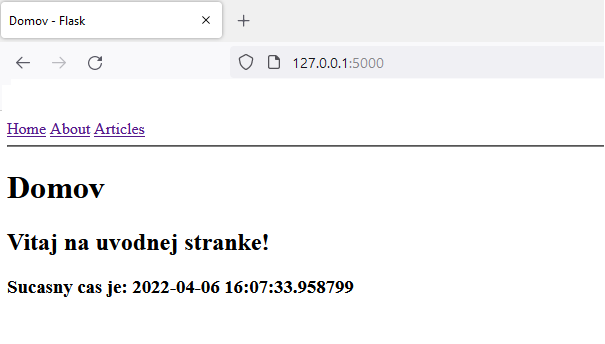 Domov - Flask
127.0.0.1:5000
Home About Articles
Domov
Vitaj na uvodnej stranke!
Sucasny cas je: 2022-04-06 16:07:33.958799